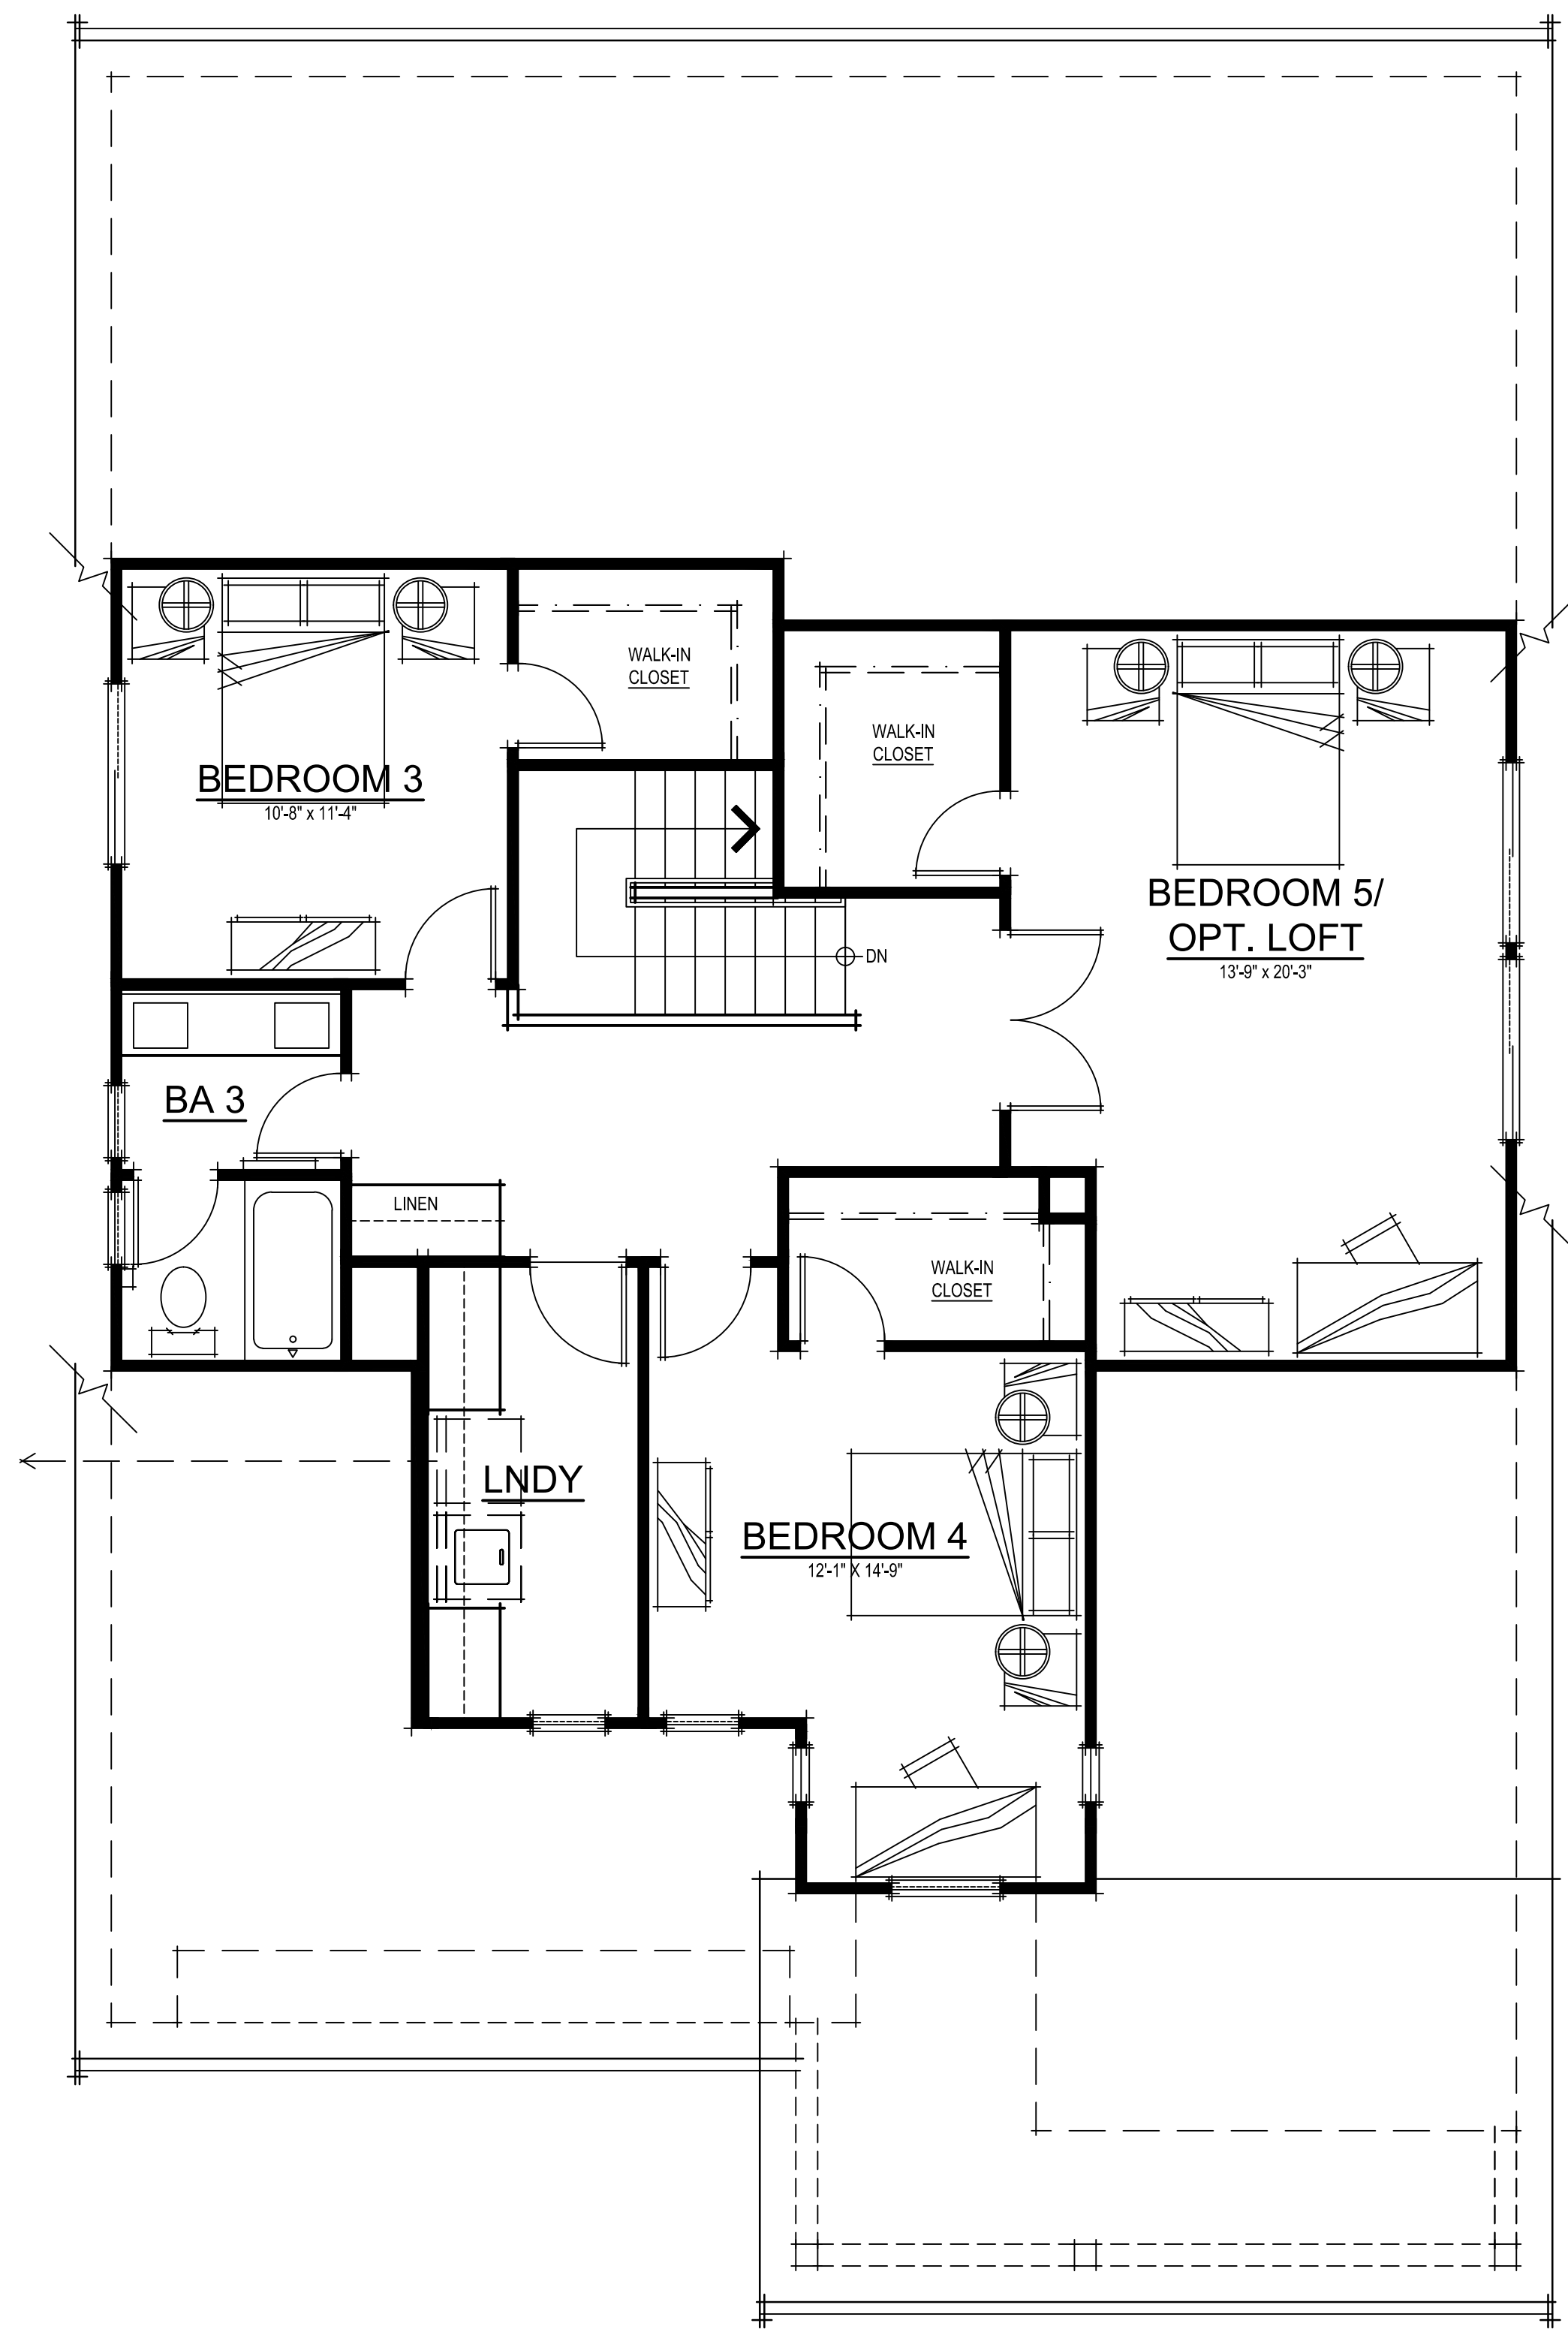 WALK-IN
CLOSET
WALK-IN
CLOSET
BEDROOM 3
10'-8" x 11'-4"
BEDROOM 5/
OPT. LOFT
13'-9" x 20'-3"
DN
BA 3
LINEN
WALK-IN
CLOSET
LNDY
BEDROOM 4
12'-1" X 14'-9"